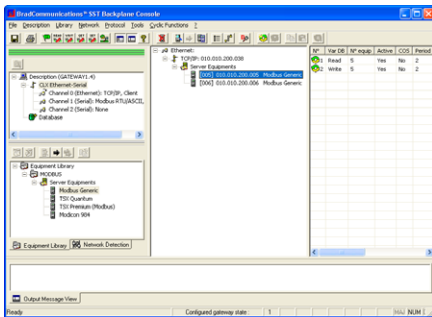 BradCommunications™ SST Backplane Console
File Description Library Network Protocol Tools Cyclic Functions ?
Description (GATEWAY1.4)
CLX Ethernet-Serial
Channel 0 (Ethernet): TCP/IP, Client
Channel 1 (Serial): Modbus RTU/ASCII,
Channel 2 (Serial): None
Database
Equipment Library
MODBUS
Server Equipments
Modbus Generic
TSX Quantum
TSX Premium (Modbus)
Modicon 984
Equipment Library Network Detection
Ethernet:
TCP/IP: 010.010.200.038
Server Equipments
[005] 010.010.200.005 Modbus Generic
[006] 010.010.200.006 Modbus Generic
N° Var DB N° equip Active COS Period
1 Read 5 Yes No 2
2 Write 5 Yes No 2
Output Message View
Ready Configured gateway state : 1 MAJ NUM